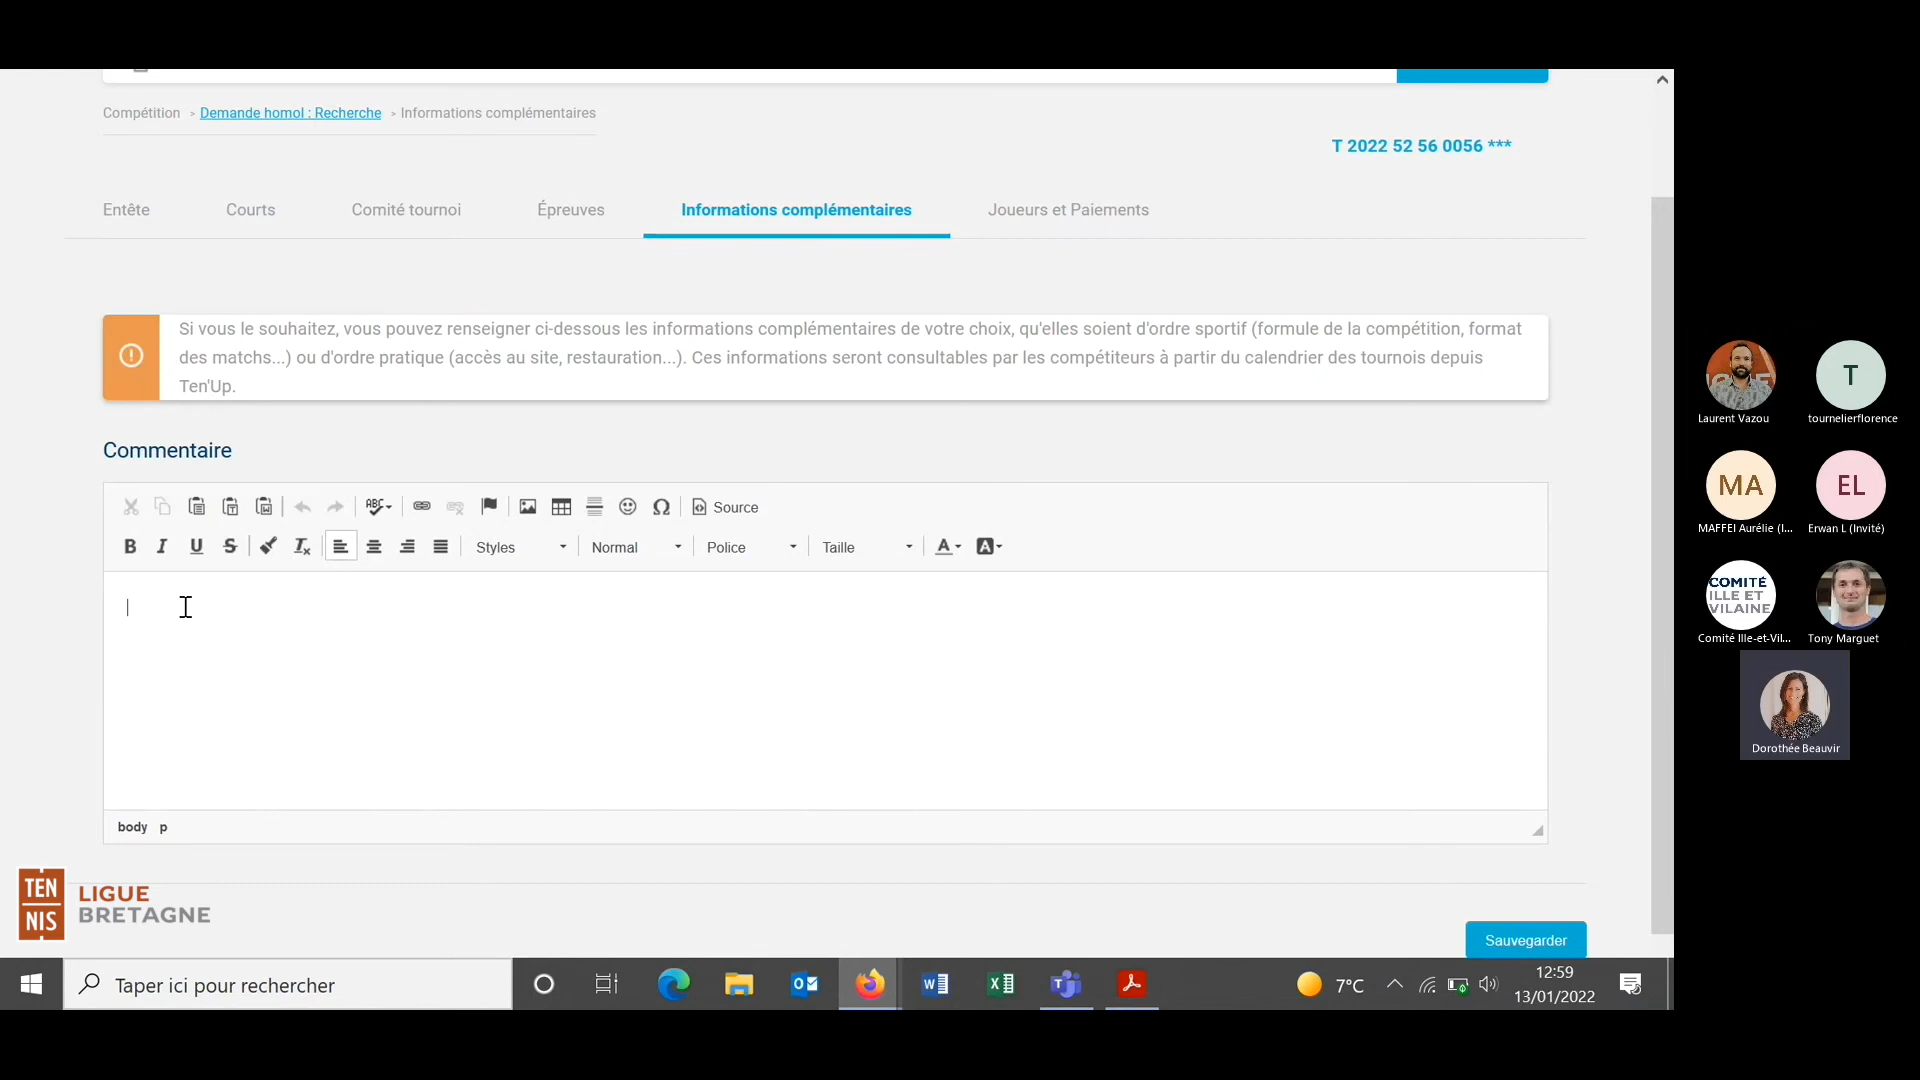 Compétition > Demande homol : Recherche > Informations complémentaires
T 2022 52 56 0056 ***
Entête Courts Comité tournoi Épreuves Informations complémentaires Joueurs et Paiements
Si vous le souhaitez, vous pouvez renseigner ci-dessous les informations complémentaires de votre choix, qu'elles soient d'ordre sportif (formule de la compétition, format
des matchs...) ou d'ordre pratique (accès au site, restauration...). Ces informations seront consultables par les compétiteurs à partir du calendrier des tournois depuis
Ten'Up.
Commentaire
ABC Ω Source
B I U S Ix Styles Normal Police Taille A A
body p
TEN
NIS
LIGUE
BRETAGNE
Sauvegarder
Taper ici pour rechercher
7°C
12:59
13/01/2022
Laurent Vazou
T
tournelierflorence
MA
MAFFEI Aurélie (I...
EL
Erwan L (Invité)
COMITÉ
ILLE ET
VILAINE
Comité Ille-et-Vil...
Tony Marguet
Dorothée Beauvir